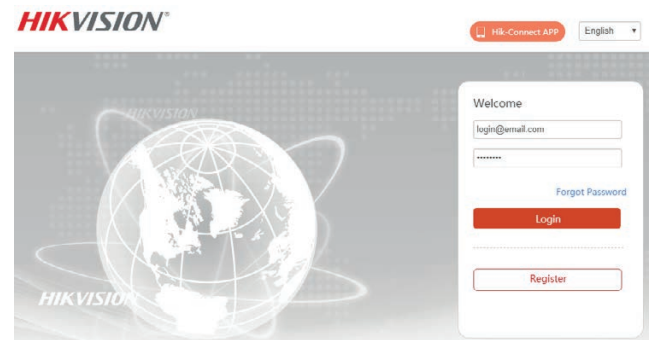 HIKVISION®
Hik-Connect APP
English
HIKVISION
Welcome
login@email.com
••••••••
Forgot Password
Login
Register
HIKVISION